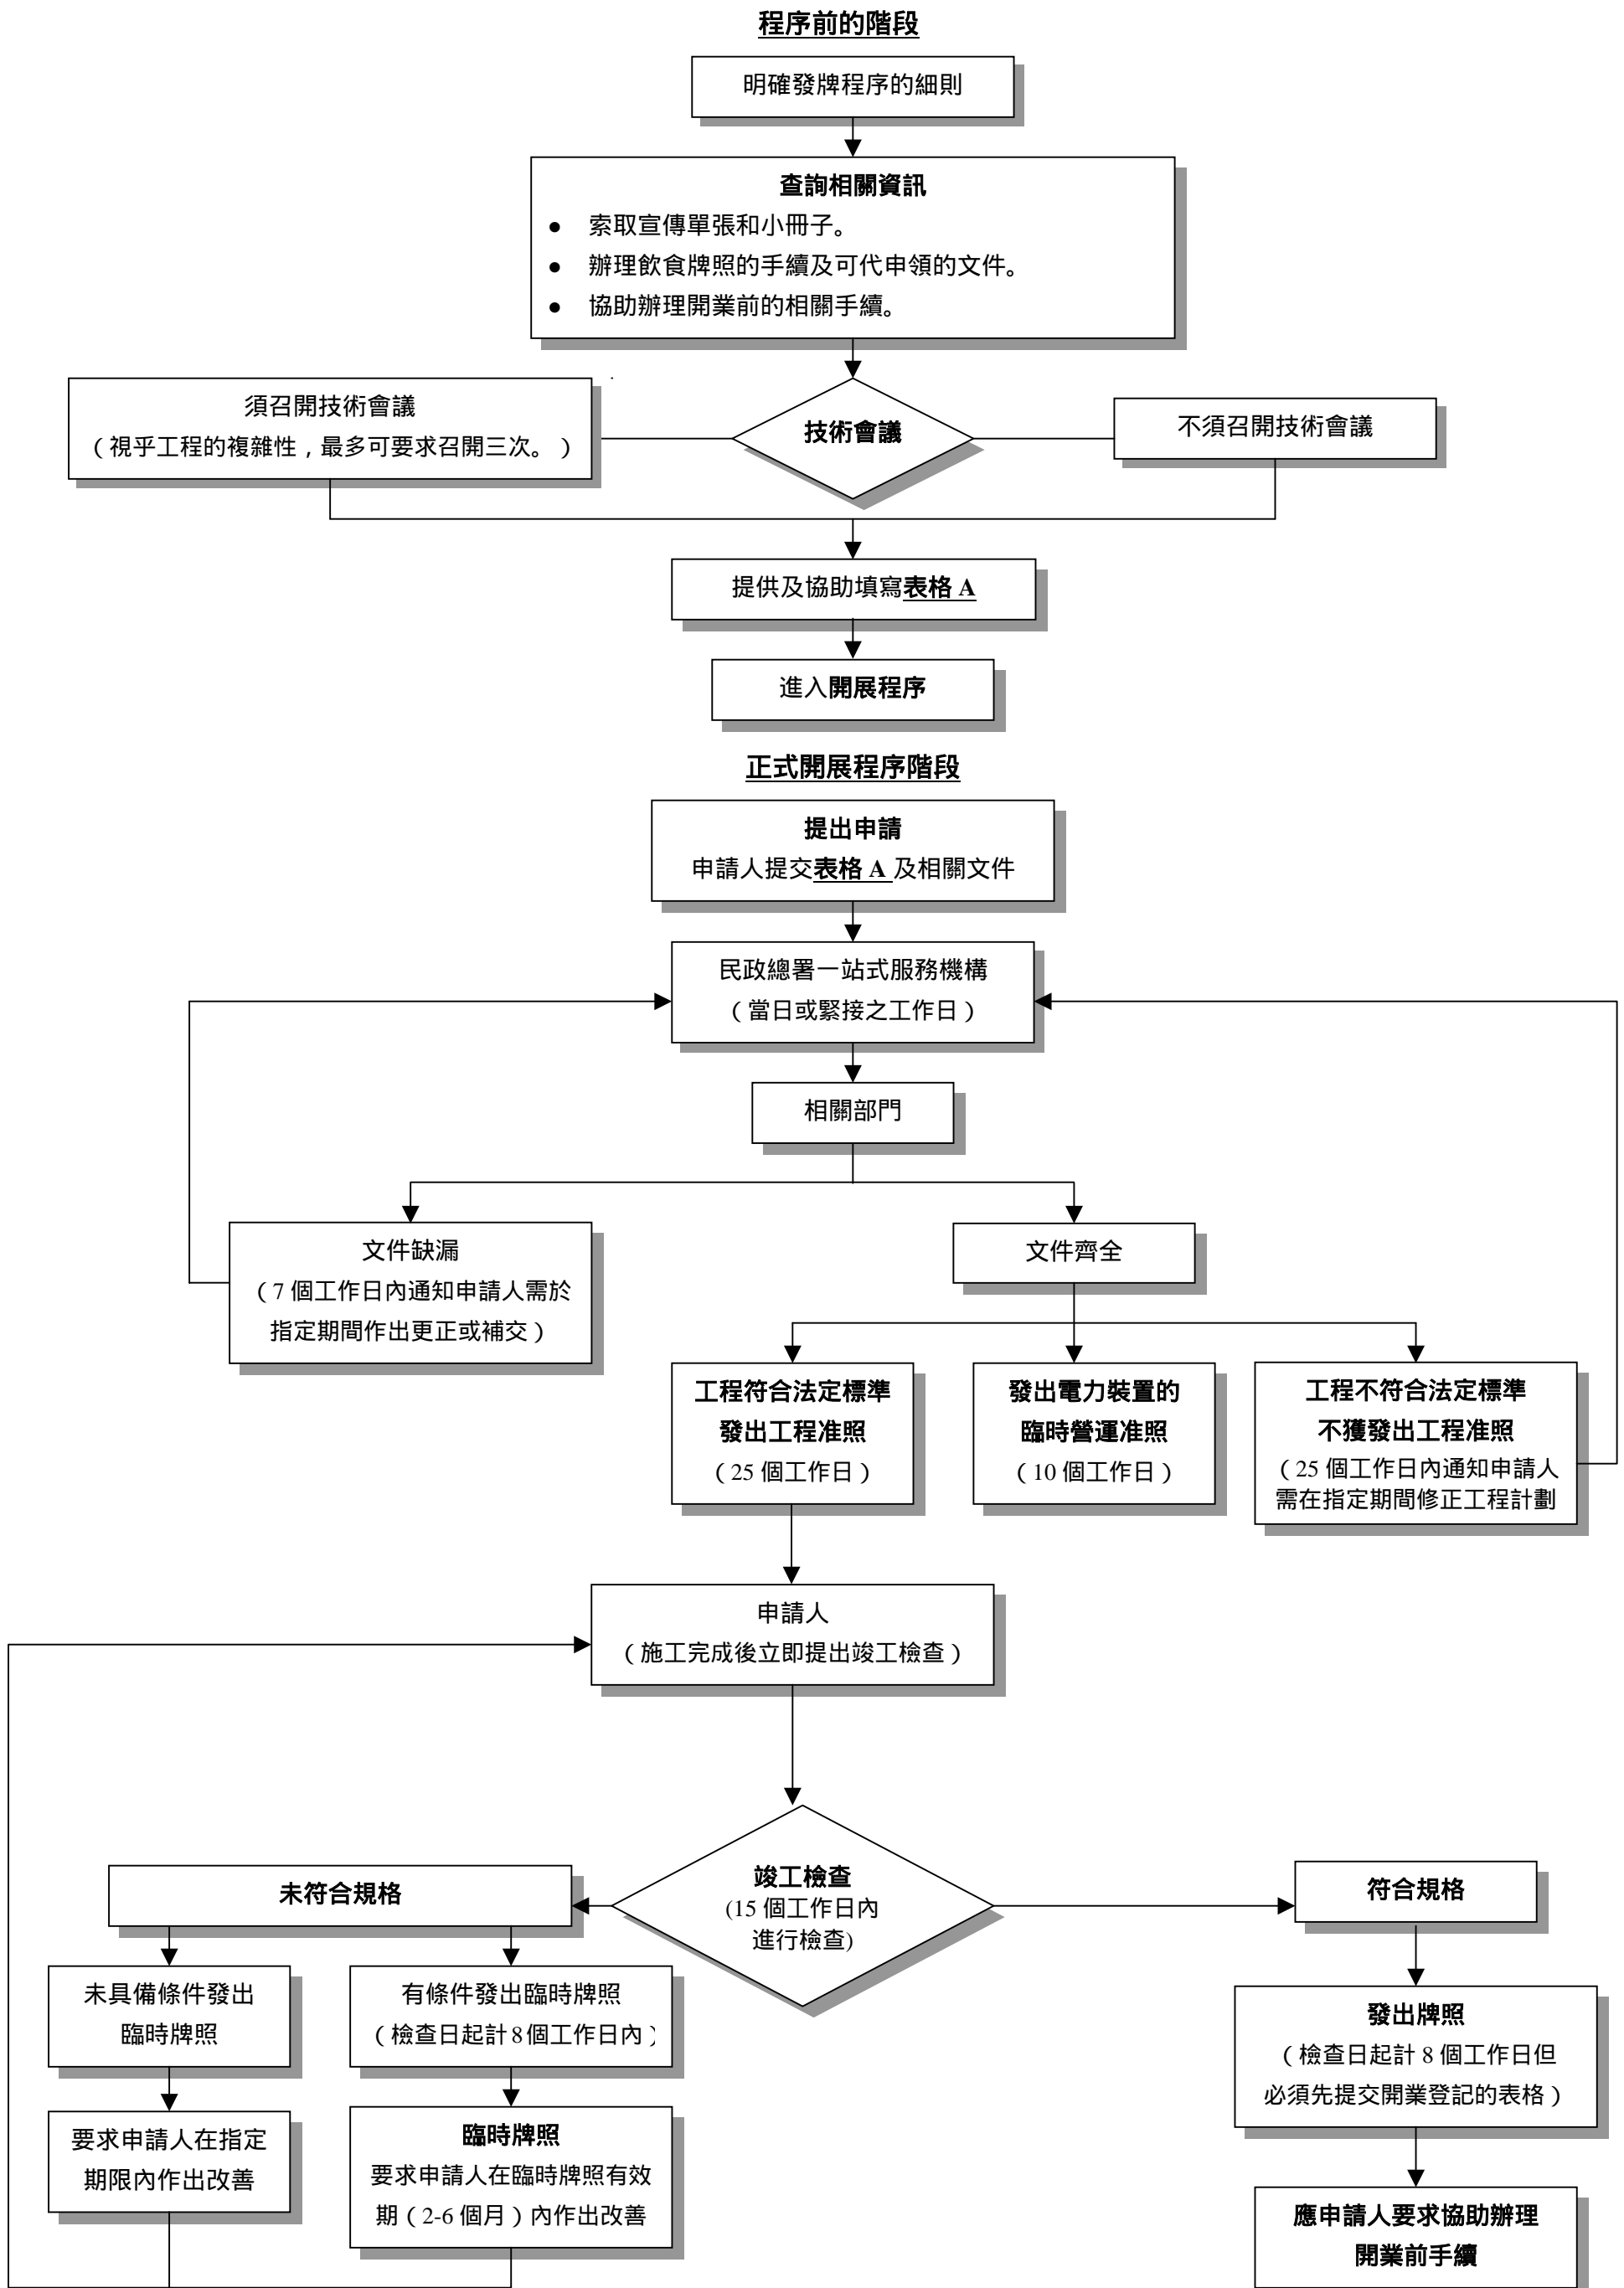 程序前的階段
明確發牌程序的細則
查詢相關資訊
● 索取宣傳單張和小冊子。
● 辦理飲食牌照的手續及可代申領的文件。
● 協助辦理開業前的相關手續。
須召開技術會議
（視乎工程的複雜性，最多可要求召開三次。）
技術會議
不須召開技術會議
提供及協助填寫表格 A
進入開展程序
正式開展程序階段
提出申請
申請人提交表格 A 及相關文件
民政總署一站式服務機構
（當日或緊接之工作日）
相關部門
文件缺漏
（7 個工作日內通知申請人需於
指定期間作出更正或補交）
文件齊全
工程符合法定標準
發出工程准照
（25 個工作日）
發出電力裝置的
臨時營運准照
（10 個工作日）
工程不符合法定標準
不獲發出工程准照
（25 個工作日內通知申請人
需在指定期間修正工程計劃
申請人
（施工完成後立即提出竣工檢查）
竣工檢查
(15 個工作日內
進行檢查)
未符合規格
符合規格
未具備條件發出
臨時牌照
有條件發出臨時牌照
（檢查日起計 8 個工作日內）
發出牌照
（檢查日起計 8 個工作日但
必須先提交開業登記的表格）
要求申請人在指定
期限內作出改善
臨時牌照
要求申請人在臨時牌照有效
期（2-6 個月）內作出改善
應申請人要求協助辦理
開業前手續